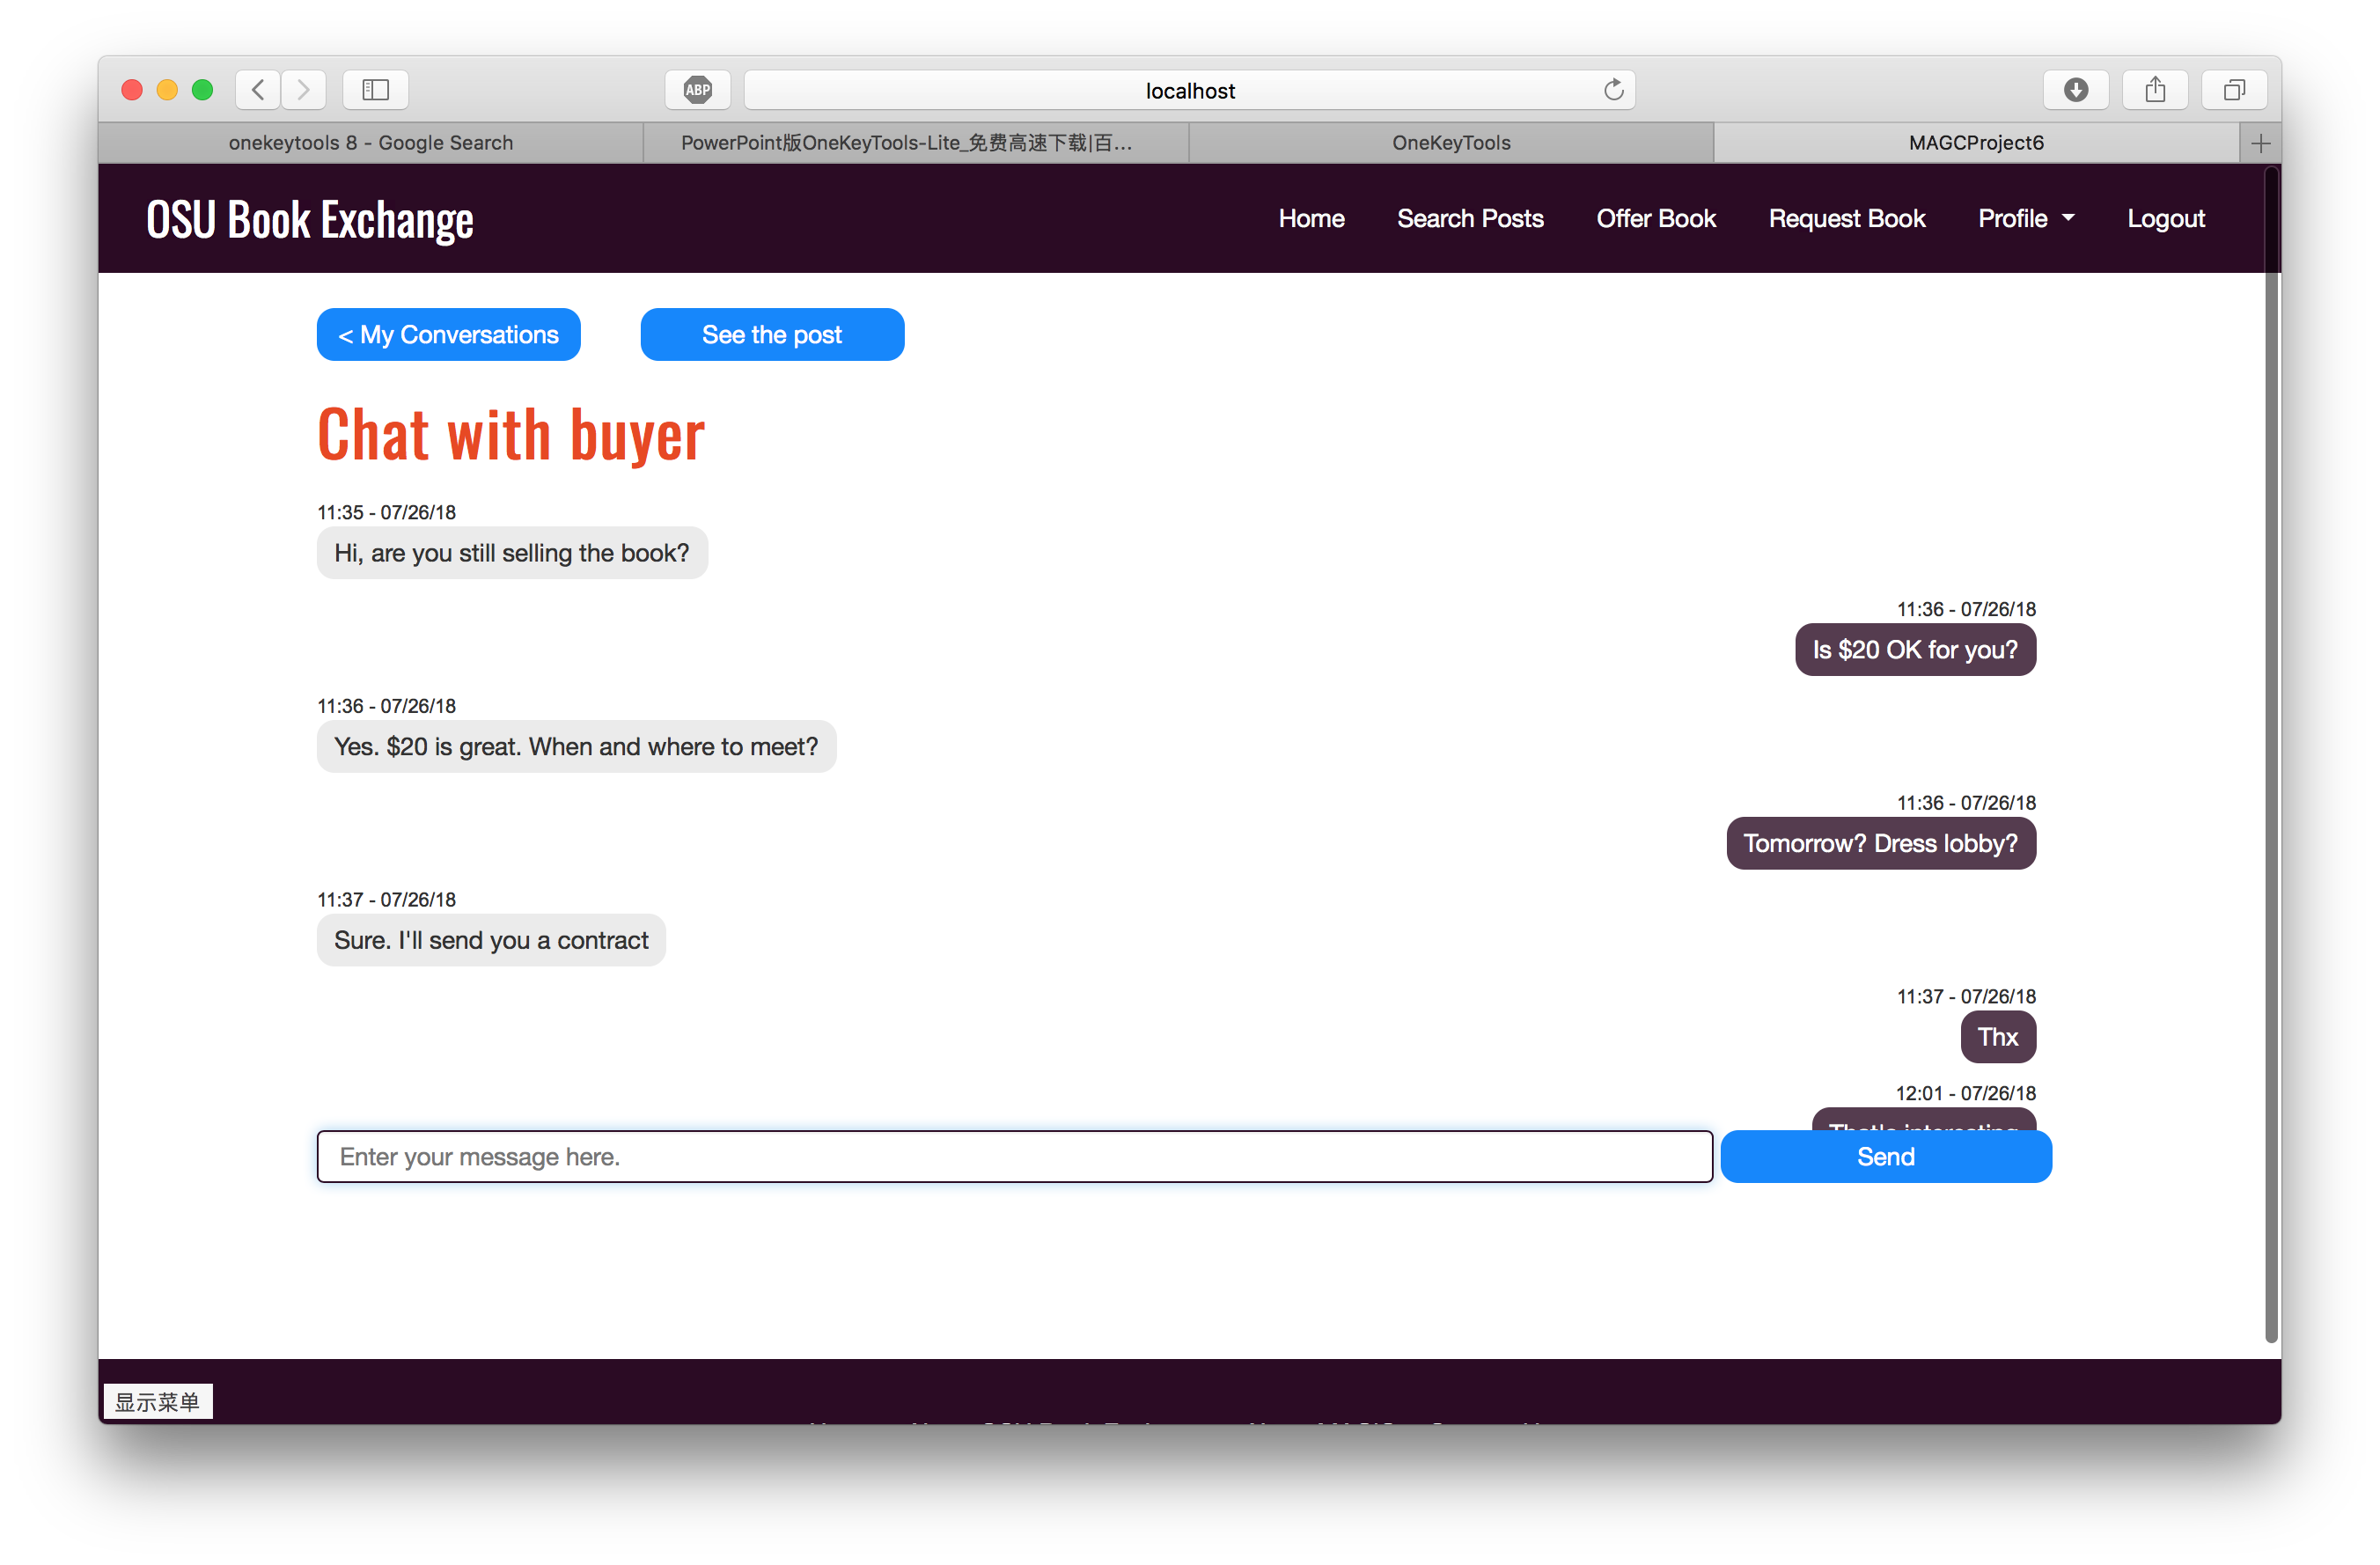 ABP
localhost
onekeytools 8 - Google Search
PowerPoint版OneKeyTools-Lite_免费高速下载|百...
OneKeyTools
MAGCProject6
OSU Book Exchange
Home
Search Posts
Offer Book
Request Book
Profile
Logout
< My Conversations
See the post
Chat with buyer
11:35 - 07/26/18
Hi, are you still selling the book?
11:36 - 07/26/18
Is $20 OK for you?
11:36 - 07/26/18
Yes. $20 is great. When and where to meet?
11:36 - 07/26/18
Tomorrow? Dress lobby?
11:37 - 07/26/18
Sure. I'll send you a contract
11:37 - 07/26/18
Thx
12:01 - 07/26/18
That's interesting
Enter your message here.
Send
显示菜单